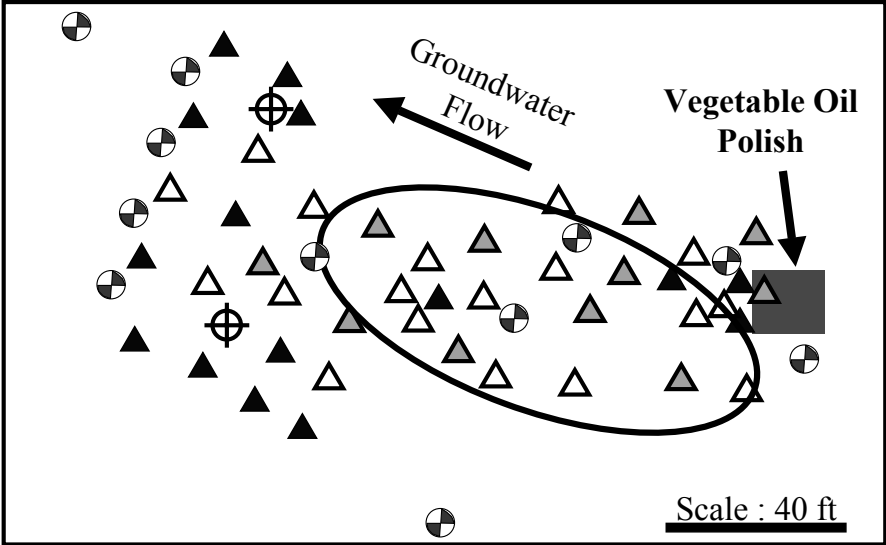 Groundwater
Flow
Vegetable Oil
Polish
Scale : 40 ft